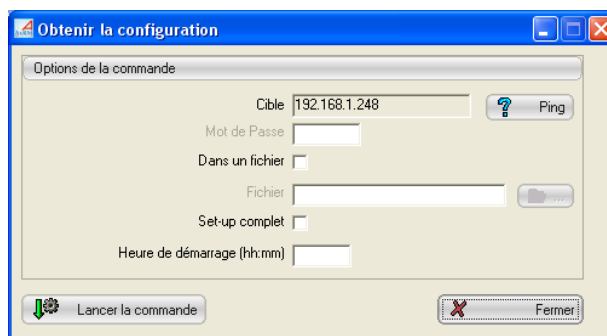 Obtenir la configuration
Options de la commande
Cible 192.168.1.248 Ping
Mot de Passe
Dans un fichier
Fichier ...
Set-up complet
Heure de démarrage (hh:mm)
Lancer la commande Fermer